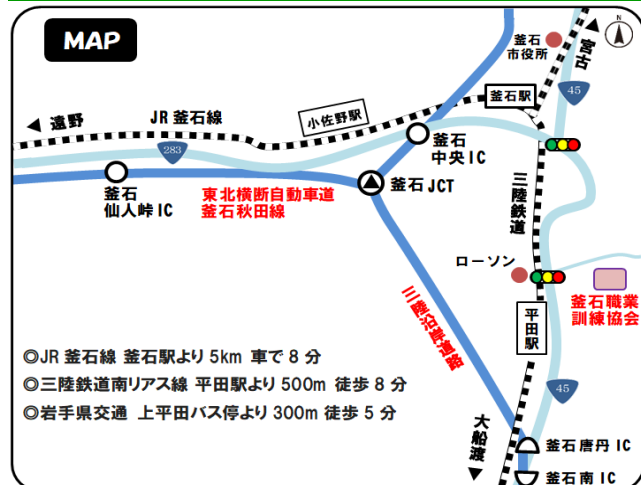 MAP
N
釜石
市役所
宮古
45
釜石駅
遠野
JR 釜石線
小佐野駅
283
釜石
中央 IC
釜石
仙人峠 IC
東北横断自動車道
釜石秋田線
釜石 JCT
三陸鉄道
ローソン
釜石職業
訓練協会
平田駅
三陸沿岸道路
◎JR 釜石線 釜石駅より 5km 車で 8 分
◎三陸鉄道南リアス線 平田駅より 500m 徒歩 8 分
◎岩手県交通 上平田バス停より 300m 徒歩 5 分
45
大船渡
釜石唐丹 IC
釜石南 IC